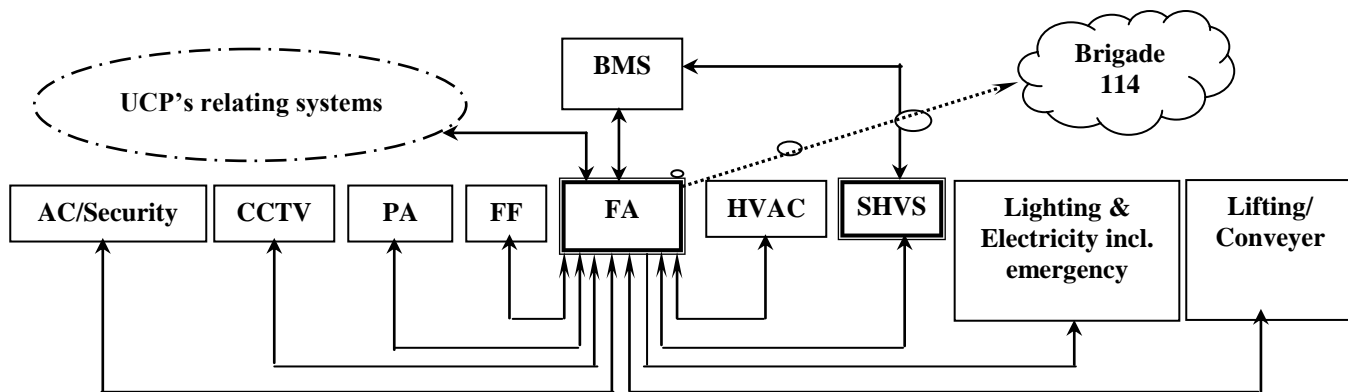 Brigade
114
BMS
UCP's relating systems
AC/Security
CCTV
PA
FF
FA
HVAC
SHVS
Lighting &
Electricity incl.
emergency
Lifting/
Conveyer